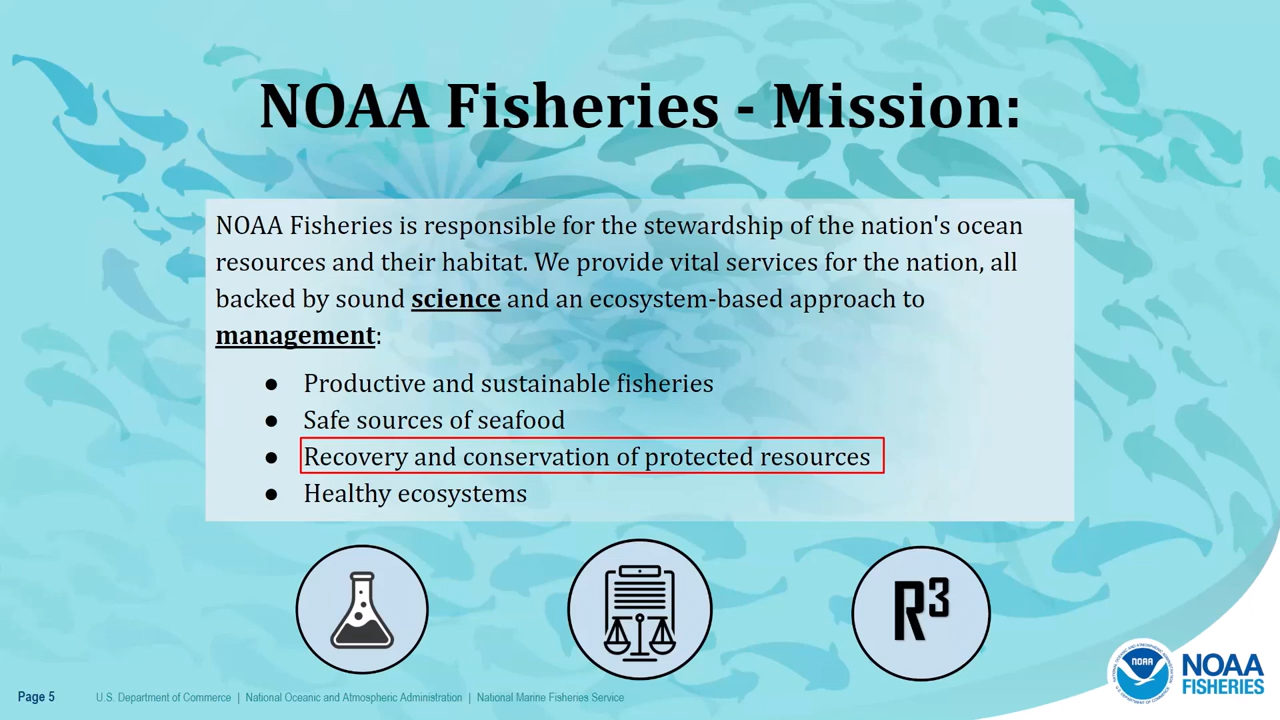 NOAA Fisheries - Mission:
NOAA Fisheries is responsible for the stewardship of the nation's ocean
resources and their habitat. We provide vital services for the nation, all
backed by sound science and an ecosystem-based approach to
management:
● Productive and sustainable fisheries
● Safe sources of seafood
● Recovery and conservation of protected resources
● Healthy ecosystems
R³
NOAA
NOAA
FISHERIES
Page 5
U.S. Department of Commerce | National Oceanic and Atmospheric Administration | National Marine Fisheries Service